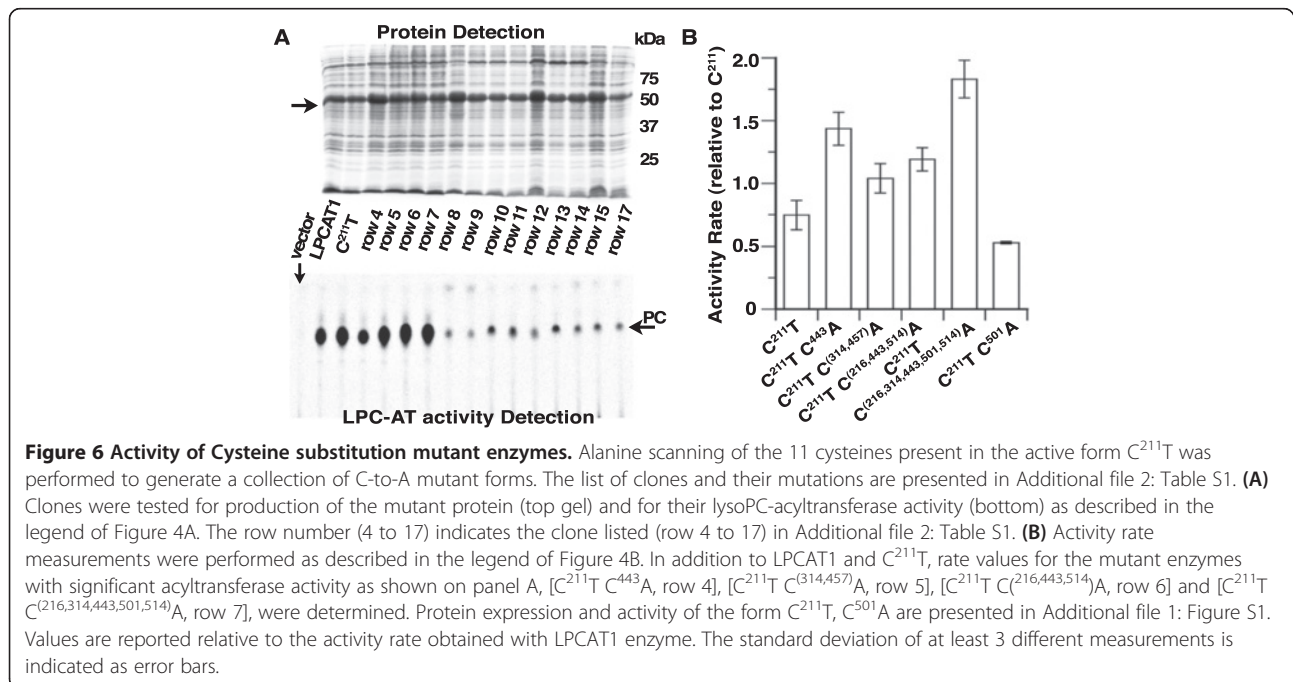 A
Protein Detection
kDa
75
50
37
25
vector
LPCAT1
C²¹¹T
row 4
row 5
row 6
row 7
row 8
row 9
row 10
row 11
row 12
row 13
row 14
row 15
row 17
PC
LPC-AT activity Detection
B
Activity Rate (relative to C²¹¹)
2.0
1.5
1.0
0.5
0
C²¹¹T
C²¹¹T C⁴⁴³A
C²¹¹T C⁽³¹⁴,⁴⁵⁷⁾A
C²¹¹T C⁽²¹⁶,⁴⁴³,⁵¹⁴⁾A
C²¹¹T
C⁽²¹⁶,³¹⁴,⁴⁴³,⁵⁰¹,⁵¹⁴⁾A
C²¹¹T C⁵⁰¹A
Figure 6 Activity of Cysteine substitution mutant enzymes. Alanine scanning of the 11 cysteines present in the active form C²¹¹T was
performed to generate a collection of C-to-A mutant forms. The list of clones and their mutations are presented in Additional file 2: Table S1. (A)
Clones were tested for production of the mutant protein (top gel) and for their lysoPC-acyltransferase activity (bottom) as described in the
legend of Figure 4A. The row number (4 to 17) indicates the clone listed (row 4 to 17) in Additional file 2: Table S1. (B) Activity rate
measurements were performed as described in the legend of Figure 4B. In addition to LPCAT1 and C²¹¹T, rate values for the mutant enzymes
with significant acyltransferase activity as shown on panel A, [C²¹¹T C⁴⁴³A, row 4], [C²¹¹T C⁽³¹⁴,⁴⁵⁷⁾A, row 5], [C²¹¹T C(²¹⁶,⁴⁴³,⁵¹⁴)A, row 6] and [C²¹¹T
C⁽²¹⁶,³¹⁴,⁴⁴³,⁵⁰¹,⁵¹⁴⁾A, row 7], were determined. Protein expression and activity of the form C²¹¹T, C⁵⁰¹A are presented in Additional file 1: Figure S1.
Values are reported relative to the activity rate obtained with LPCAT1 enzyme. The standard deviation of at least 3 different measurements is
indicated as error bars.